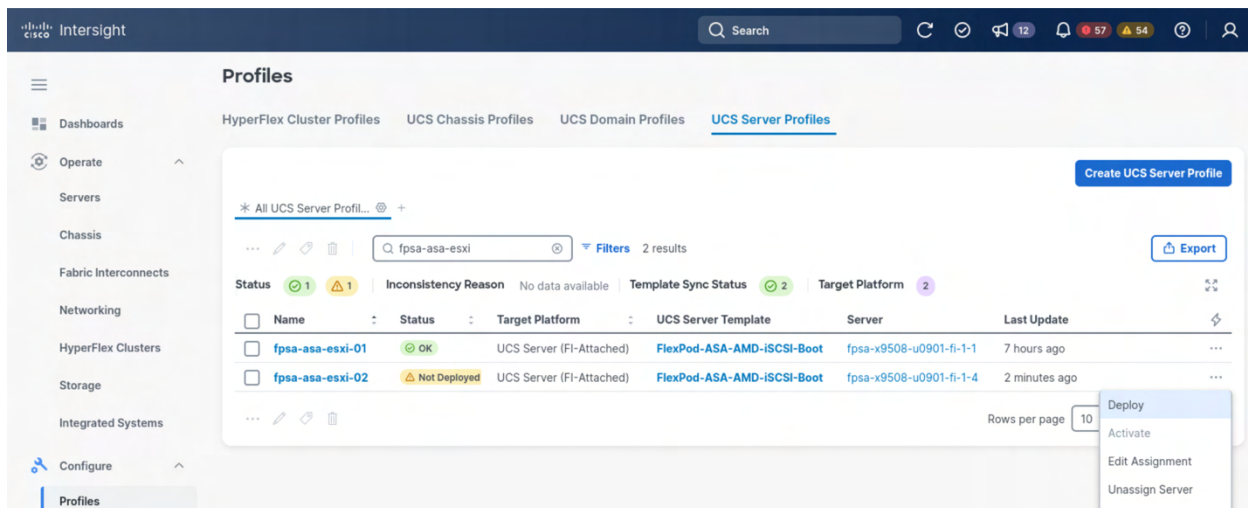 cisco Intersight Search 12 57 54
Profiles
HyperFlex Cluster Profiles UCS Chassis Profiles UCS Domain Profiles UCS Server Profiles
Dashboards
Operate
Servers
Chassis
Fabric Interconnects
Networking
HyperFlex Clusters
Storage
Integrated Systems
Configure
Profiles
Create UCS Server Profile
All UCS Server Profil... +
... fpsa-asa-esxi Filters 2 results Export
Status 1 1 Inconsistency Reason No data available Template Sync Status 2 Target Platform 2
Name Status Target Platform UCS Server Template Server Last Update
fpsa-asa-esxi-01 OK UCS Server (FI-Attached) FlexPod-ASA-AMD-iSCSI-Boot fpsa-x9508-u0901-fi-1-1 7 hours ago ...
fpsa-asa-esxi-02 Not Deployed UCS Server (FI-Attached) FlexPod-ASA-AMD-iSCSI-Boot fpsa-x9508-u0901-fi-1-4 2 minutes ago ...
... Rows per page 10
Deploy
Activate
Edit Assignment
Unassign Server